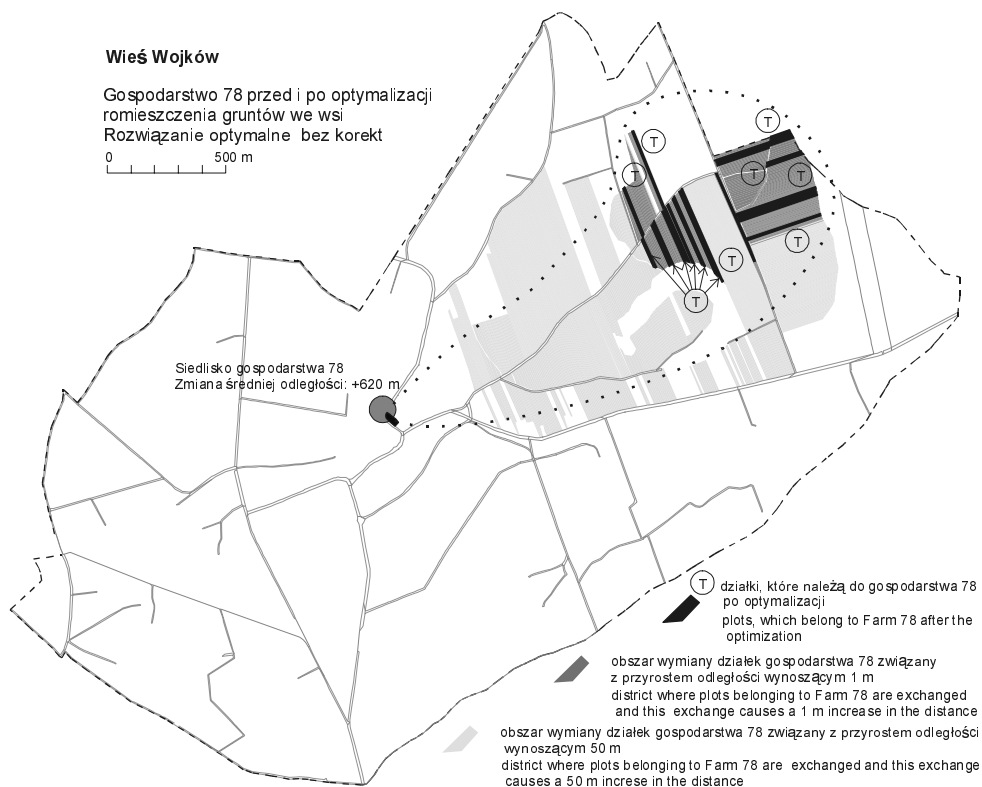 Wieś Wojków
Gospodarstwo 78 przed i po optymalizacji
romieszczenia gruntów we wsi
Rozwiązanie optymalne bez korekt
0 500 m
T
T
T
T
T
T
T
T
Siedlisko gospodarstwa 78
Zmiana średniej odległości: +620 m
T działki, które należą do gospodarstwa 78
po optymalizacji
plots, which belong to Farm 78 after the
optimization
obszar wymiany działek gospodarstwa 78 związany
z przyrostem odległości wynoszącym 1 m
district where plots belonging to Farm 78 are exchanged
and this exchange causes a 1 m increase in the distance
obszar wymiany działek gospodarstwa 78 związany z przyrostem odległości
wynoszącym 50 m
district where plots belonging to Farm 78 are exchanged and this exchange
causes a 50 m increse in the distance